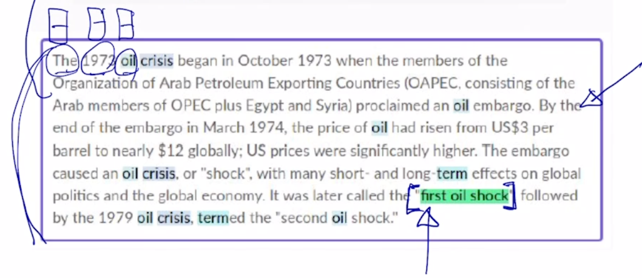 The 1973 oil crisis began in October 1973 when the members of the
Organization of Arab Petroleum Exporting Countries (OAPEC, consisting of the
Arab members of OPEC plus Egypt and Syria) proclaimed an oil embargo. By the
end of the embargo in March 1974, the price of oil had risen from US$3 per
barrel to nearly $12 globally; US prices were significantly higher. The embargo
caused an oil crisis, or "shock", with many short- and long-term effects on global
politics and the global economy. It was later called the "first oil shock", followed
by the 1979 oil crisis, termed the "second oil shock."